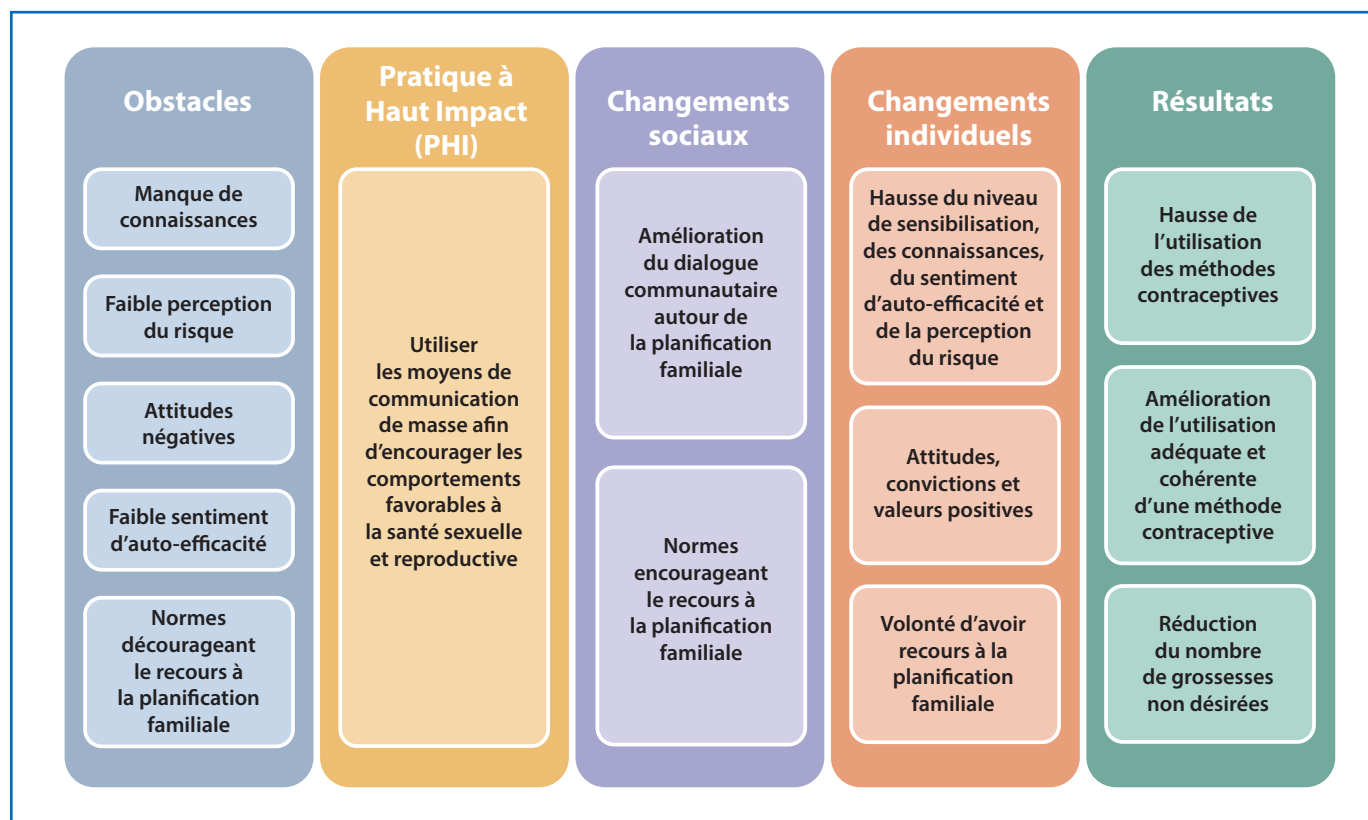 Obstacles
Manque de
connaissances
Faible perception
du risque
Attitudes
négatives
Faible sentiment
d'auto-efficacité
Normes
décourageant
le recours à
la planification
familiale
Pratique à
Haut Impact
(PHI)
Utiliser
les moyens de
communication
de masse afin
d'encourager les
comportements
favorables à
la santé sexuelle
et reproductive
Changements
sociaux
Amélioration
du dialogue
communautaire
autour de
la planification
familiale
Normes
encourageant
le recours à
la planification
familiale
Changements
individuels
Hausse du niveau
de sensibilisation,
des connaissances,
du sentiment
d'auto-efficacité et
de la perception
du risque
Attitudes,
convictions et
valeurs positives
Volonté d'avoir
recours à la
planification
familiale
Résultats
Hausse de
l'utilisation
des méthodes
contraceptives
Amélioration
de l'utilisation
adéquate et
cohérente
d'une méthode
contraceptive
Réduction
du nombre
de grossesses
non désirées